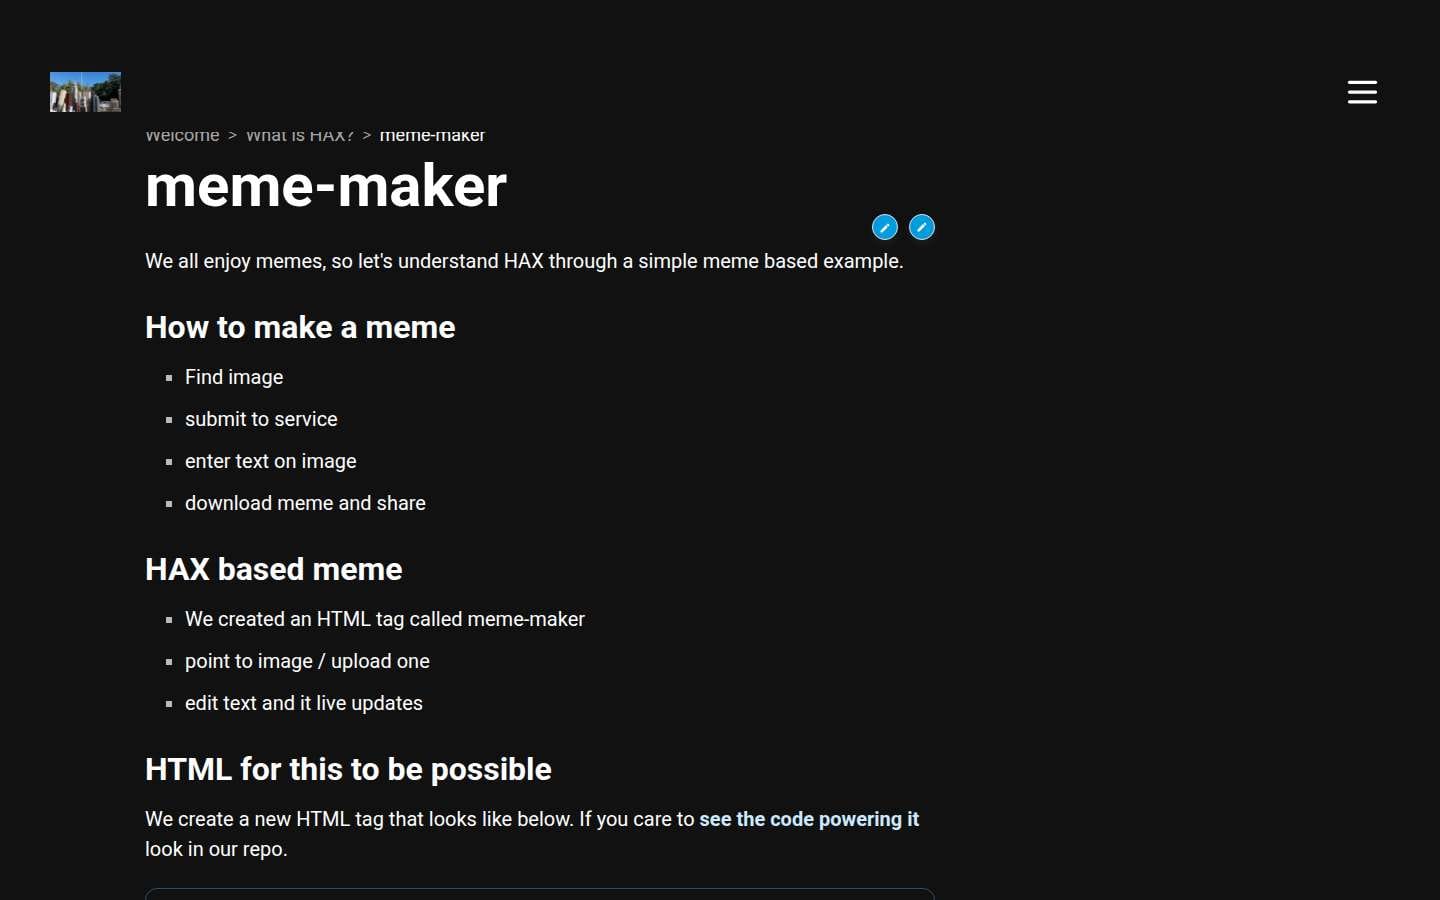 Welcome > What is HAX? > meme-maker
meme-maker
We all enjoy memes, so let's understand HAX through a simple meme based example.
How to make a meme
Find image
submit to service
enter text on image
download meme and share
HAX based meme
We created an HTML tag called meme-maker
point to image / upload one
edit text and it live updates
HTML for this to be possible
We create a new HTML tag that looks like below. If you care to see the code powering it
look in our repo.